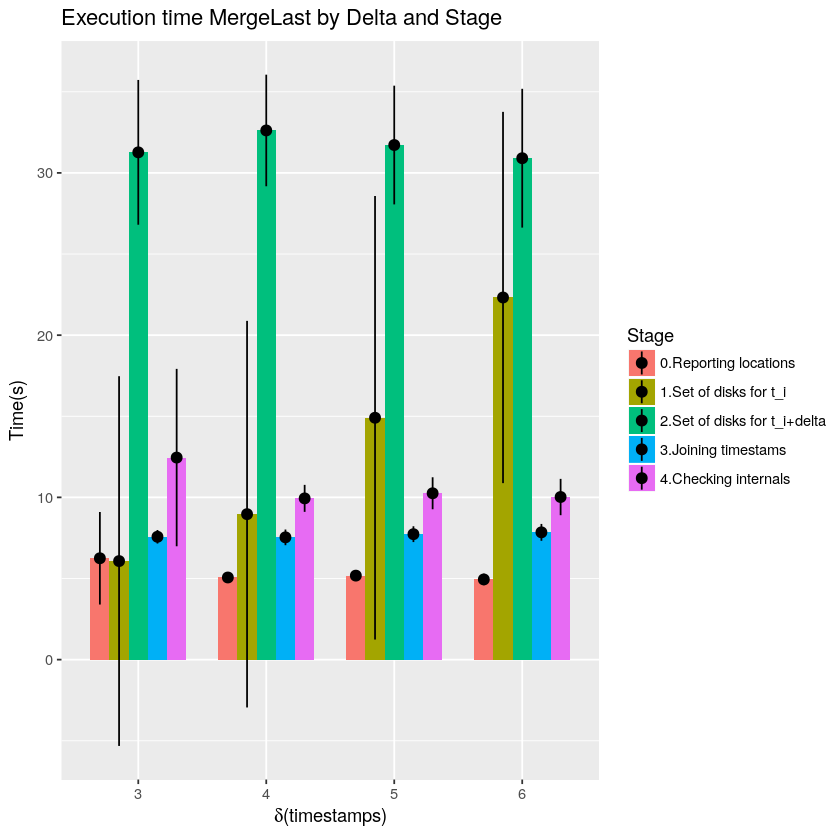 Execution time MergeLast by Delta and Stage
Time(s)
30
20
10
0
3 4 5 6
δ(timestamps)
Stage
0.Reporting locations
1.Set of disks for t_i
2.Set of disks for t_i+delta
3.Joining timestams
4.Checking internals